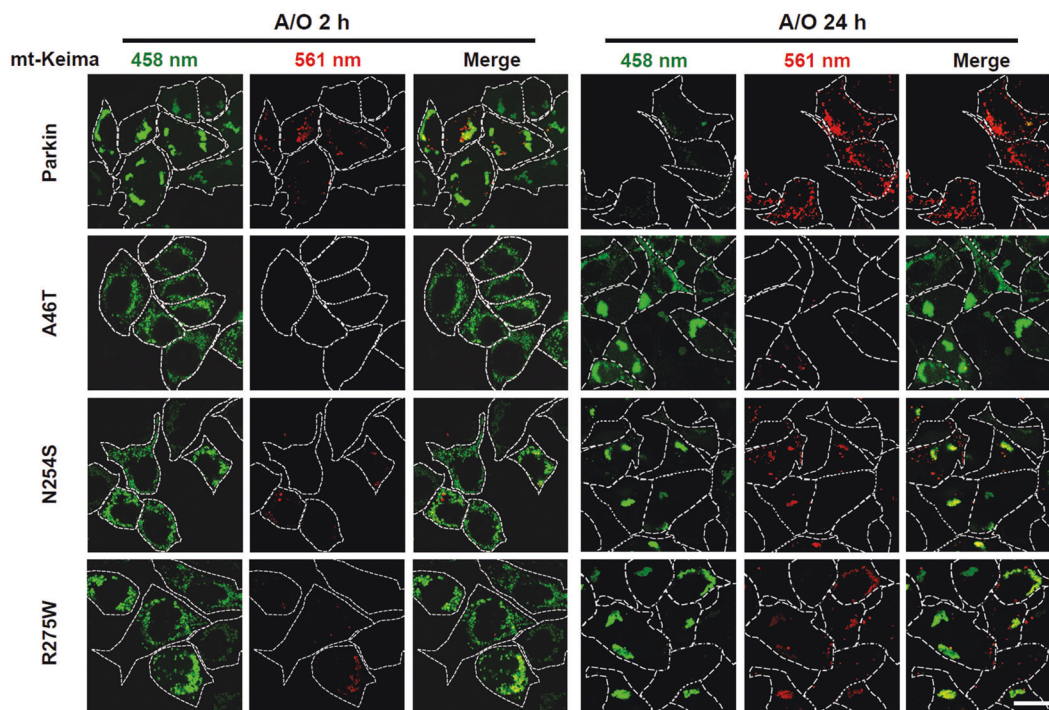 A/O 2 h A/O 24 h
mt-Keima 458 nm 561 nm Merge 458 nm 561 nm Merge
Parkin
A46T
N254S
R275W